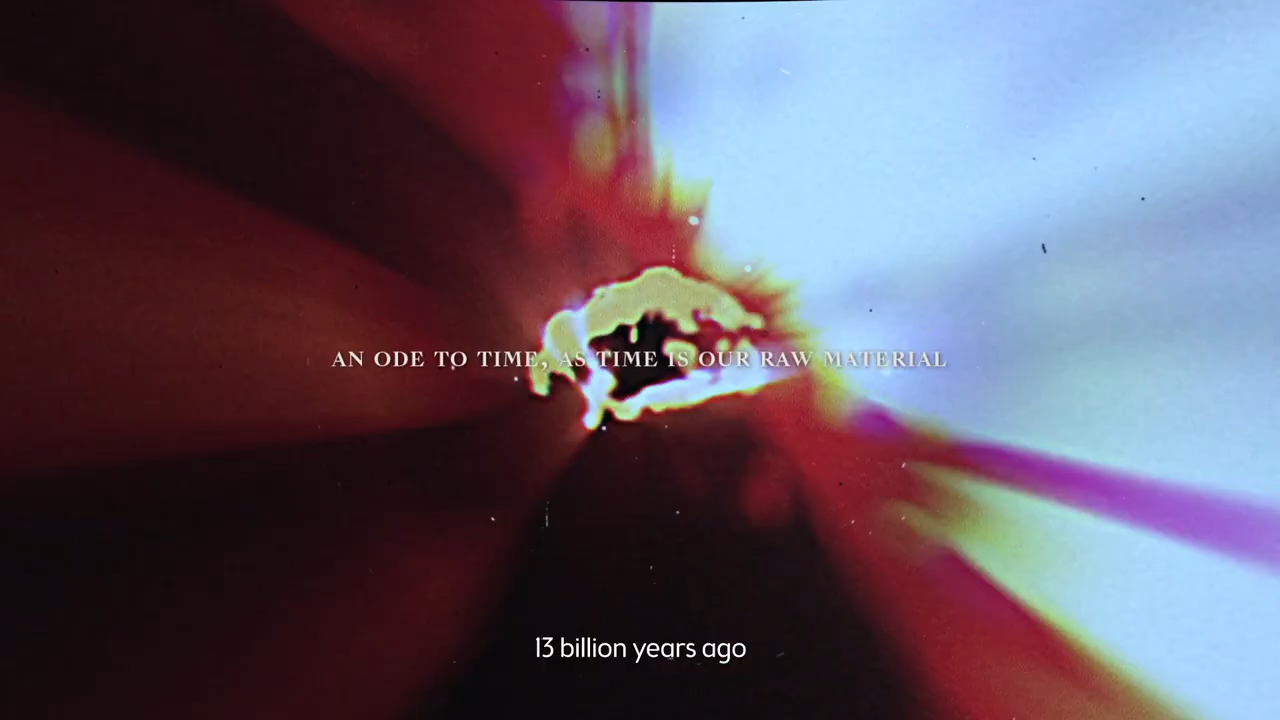 AN ODE TO TIME, AS TIME IS OUR RAW MATERIAL
13 billion years ago